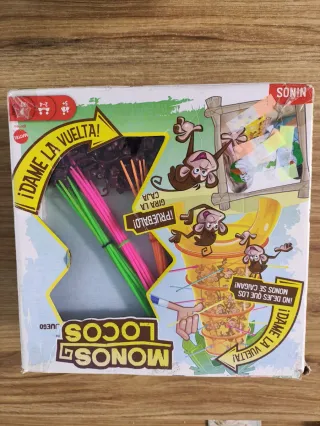 ¡DAME LA VUELTA!
NIÑOS
¡PRUÉBALO!
GIRA LA
CAJA
¡NO DEJES QUE LOS
MONOS SE CAIGAN!
¡DAME LA VUELTA!
JUEGO
MONOS
LOCOS